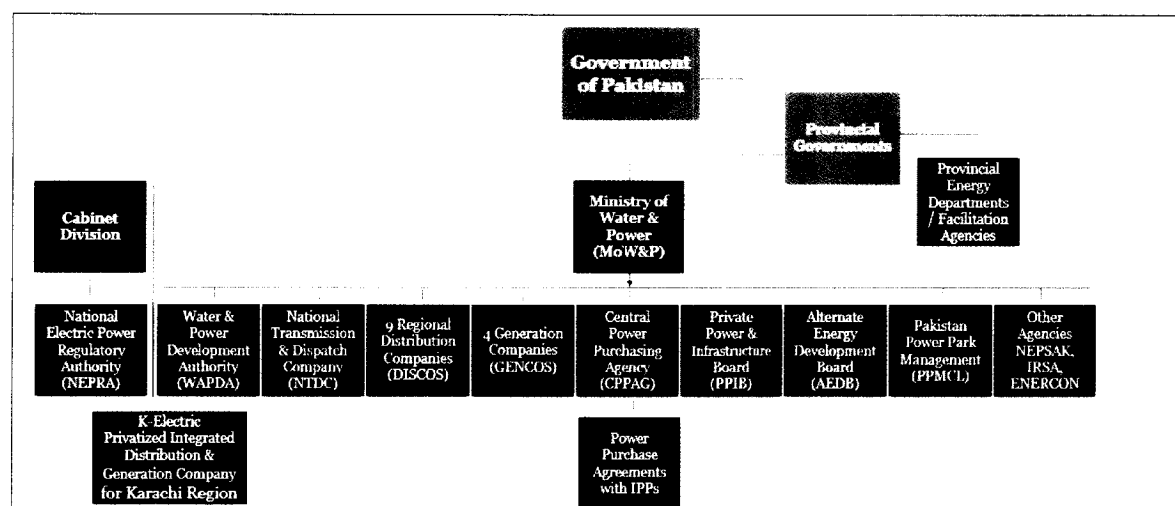 Government
of Pakistan
Provincial
Governments
Provincial
Energy
Departments
/ Facilitation
Agencies
Cabinet
Division
Ministry of
Water &
Power
(MoW&P)
National
Electric Power
Regulatory
Authority
(NEPRA)
Water &
Power
Development
Authority
(WAPDA)
National
Transmission
& Dispatch
Company
(NTDC)
9 Regional
Distribution
Companies
(DISCOS)
4 Generation
Companies
(GENCOS)
Central
Power
Purchasing
Agency
(CPPAG)
Private
Power &
Infrastructure
Board
(PPIB)
Alternate
Energy
Development
Board
(AEDB)
Pakistan
Power Park
Management
(PPMCL)
Other
Agencies
NEPSAK,
IRSA,
ENERCON
K-Electric
Privatized Integrated
Distribution &
Generation Company
for Karachi Region
Power
Purchase
Agreements
with IPPs